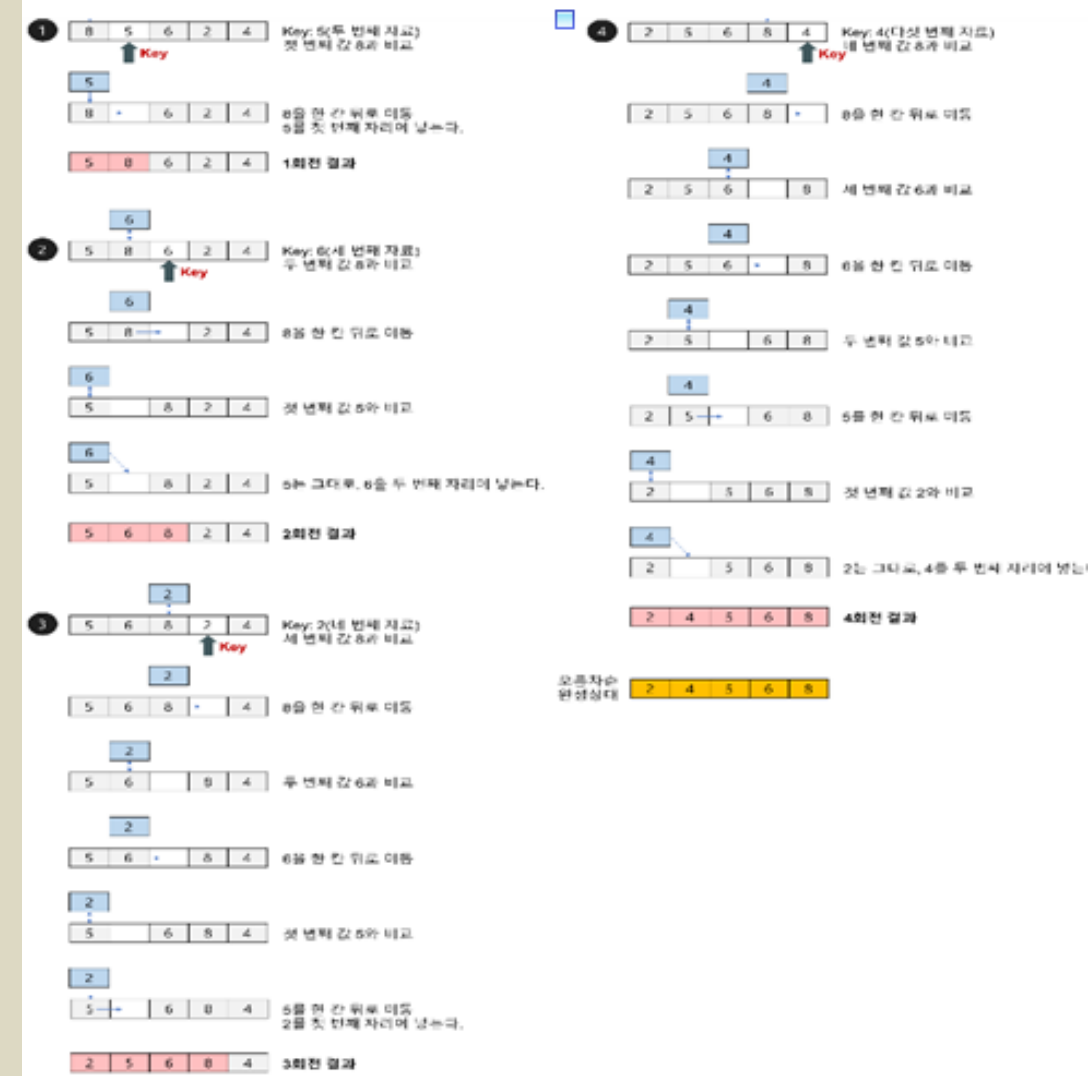 1
8 5 6 2 4
Key: 5(두 번째 자료)
첫 번째 값 8과 비교
Key
5
8 6 2 4
8을 한 칸 뒤로 이동
5를 첫 번째 자리에 넣는다.
5 8 6 2 4
1회전 결과
6
2
5 8 6 2 4
Key: 6(세 번째 자료)
두 번째 값 8과 비교
Key
6
5 8 2 4
8을 한 칸 뒤로 이동
6
5 8 2 4
첫 번째 값 5와 비교
6
5 8 2 4
5는 그대로, 6을 두 번째 자리에 넣는다.
5 6 8 2 4
2회전 결과
2
3
5 6 8 2 4
Key: 2(네 번째 자료)
세 번째 값 8과 비교
Key
2
5 6 8 4
8을 한 칸 뒤로 이동
2
5 6 8 4
두 번째 값 6과 비교
2
5 6 8 4
6을 한 칸 뒤로 이동
2
5 6 8 4
첫 번째 값 5와 비교
2
5 6 8 4
5를 한 칸 뒤로 이동
2를 첫 번째 자리에 넣는다.
2 5 6 8 4
3회전 결과
4
2 5 6 8 4
Key: 4(다섯 번째 자료)
네 번째 값 8과 비교
Key
4
2 5 6 8
8을 한 칸 뒤로 이동
4
2 5 6 8
세 번째 값 6과 비교
4
2 5 6 8
6을 한 칸 뒤로 이동
4
2 5 6 8
두 번째 값 5와 비교
4
2 5 6 8
5를 한 칸 뒤로 이동
4
2 5 6 8
첫 번째 값 2와 비교
4
2 5 6 8
2는 그대로, 4를 두 번째 자리에 넣는
2 4 5 6 8
4회전 결과
오름차순
완성상태
2 4 5 6 8